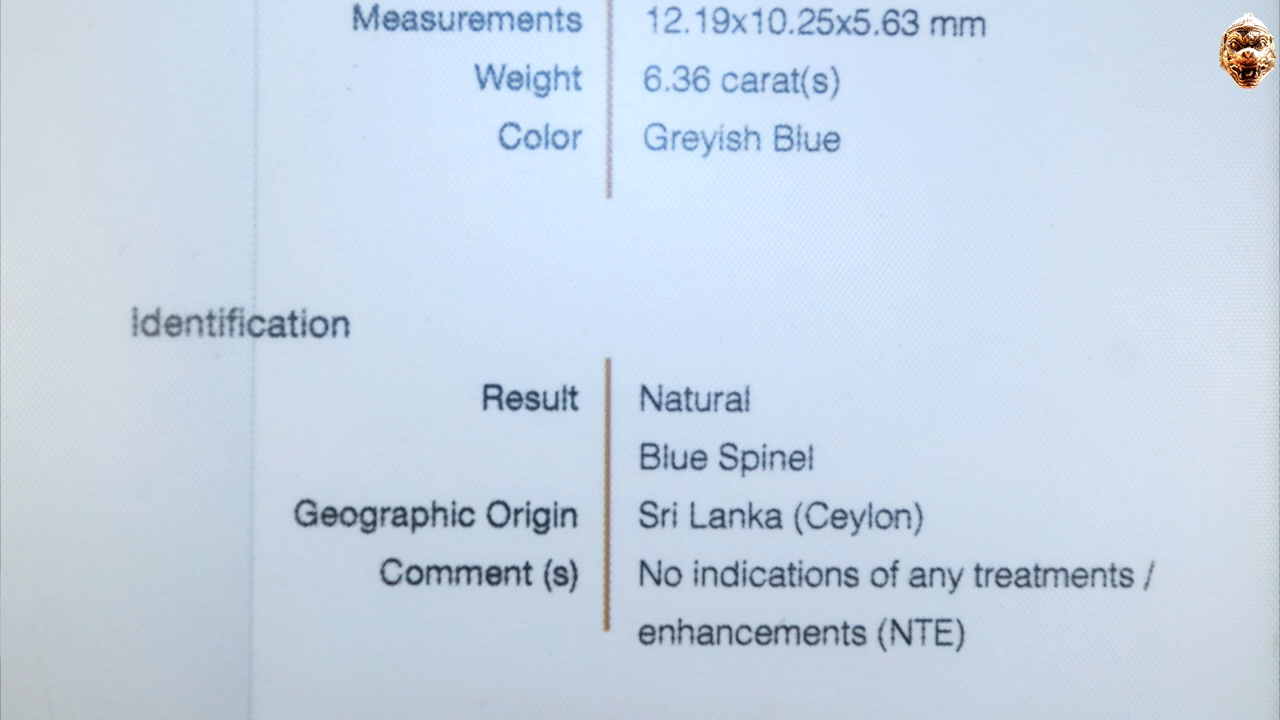 Measurements 12.19x10.25x5.63 mm
Weight 6.36 carat(s)
Color Greyish Blue
Identification
Result Natural
Blue Spinel
Geographic Origin Sri Lanka (Ceylon)
Comment (s) No indications of any treatments /
enhancements (NTE)